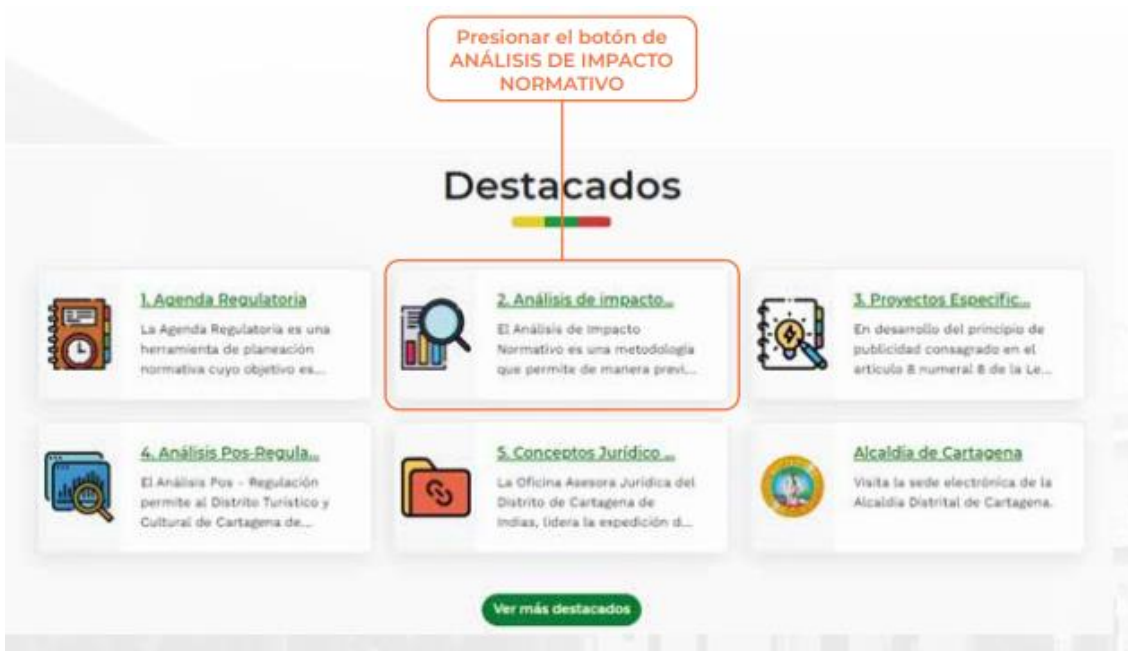 Presionar el botón de
ANÁLISIS DE IMPACTO
NORMATIVO
Destacados
1. Agenda Regulatoria
La Agenda Regulatoria es una
herramienta de planeación
normativa cuyo objetivo es...
2. Análisis de impacto...
El Análisis de Impacto
Normativo es una metodología
que permite de manera previ...
3. Proyectos Especific...
En desarrollo del principio de
publicidad consagrado en el
artículo 8 numeral 8 de la Le...
4. Análisis Pos-Regula...
El Análisis Pos - Regulación
permite al Distrito Turístico y
Cultural de Cartagena de...
5. Conceptos Jurídico ...
La Oficina Asesora Jurídica del
Distrito de Cartagena de
Indias, lidera la expedición d...
Alcaldía de Cartagena
Visita la sede electrónica de la
Alcaldía Distrital de Cartagena.
Ver más destacados